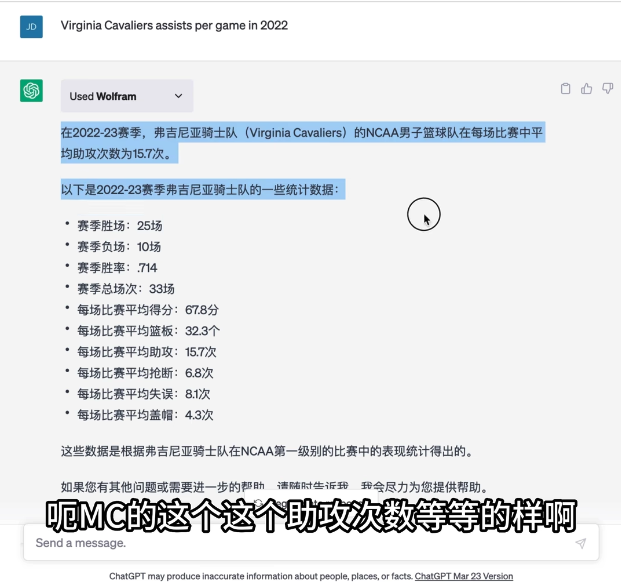 JD
Virginia Cavaliers assists per game in 2022
Used Wolfram
在2022-23赛季，弗吉尼亚骑士队（Virginia Cavaliers）的NCAA男子篮球队在每场比赛中平
均助攻次数为15.7次。
以下是2022-23赛季弗吉尼亚骑士队的一些统计数据：
• 赛季胜场：25场
• 赛季负场：10场
• 赛季胜率：.714
• 赛季总场次：33场
• 每场比赛平均得分：67.8分
• 每场比赛平均篮板：32.3个
• 每场比赛平均助攻：15.7次
• 每场比赛平均抢断：6.8次
• 每场比赛平均失误：8.1次
• 每场比赛平均盖帽：4.3次
这些数据是根据弗吉尼亚骑士队在NCAA第一级别的比赛中的表现统计得出的。
如果您有其他问题或需要进一步的帮助，请随时告诉我，我会尽力为您提供帮助。
呃MC的这个这个助攻次数等等的样啊
Send a message.
ChatGPT may produce inaccurate information about people, places, or facts. ChatGPT Mar 23 Version